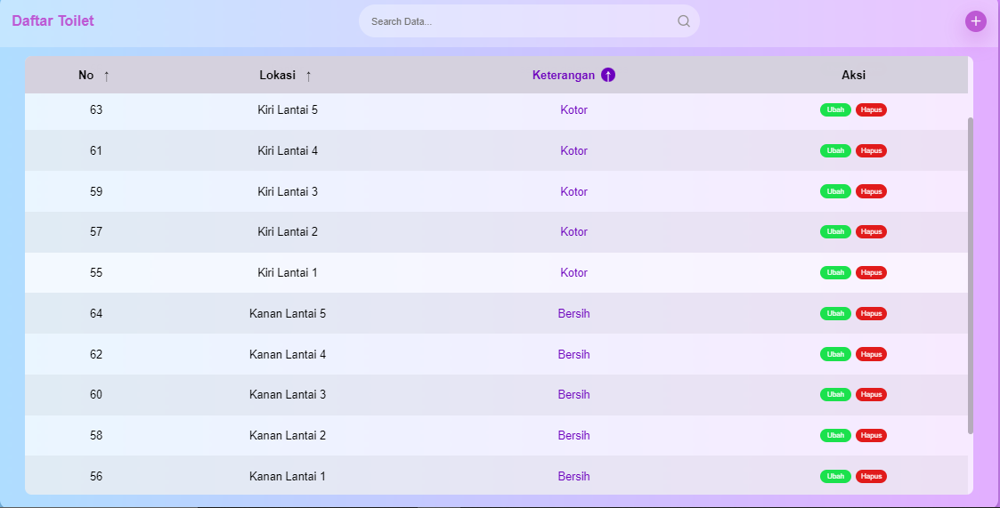 Daftar Toilet
Search Data...
No ↑ Lokasi ↑ Keterangan ↑ Aksi
63 Kiri Lantai 5 Kotor Ubah Hapus
61 Kiri Lantai 4 Kotor Ubah Hapus
59 Kiri Lantai 3 Kotor Ubah Hapus
57 Kiri Lantai 2 Kotor Ubah Hapus
55 Kiri Lantai 1 Kotor Ubah Hapus
64 Kanan Lantai 5 Bersih Ubah Hapus
62 Kanan Lantai 4 Bersih Ubah Hapus
60 Kanan Lantai 3 Bersih Ubah Hapus
58 Kanan Lantai 2 Bersih Ubah Hapus
56 Kanan Lantai 1 Bersih Ubah Hapus